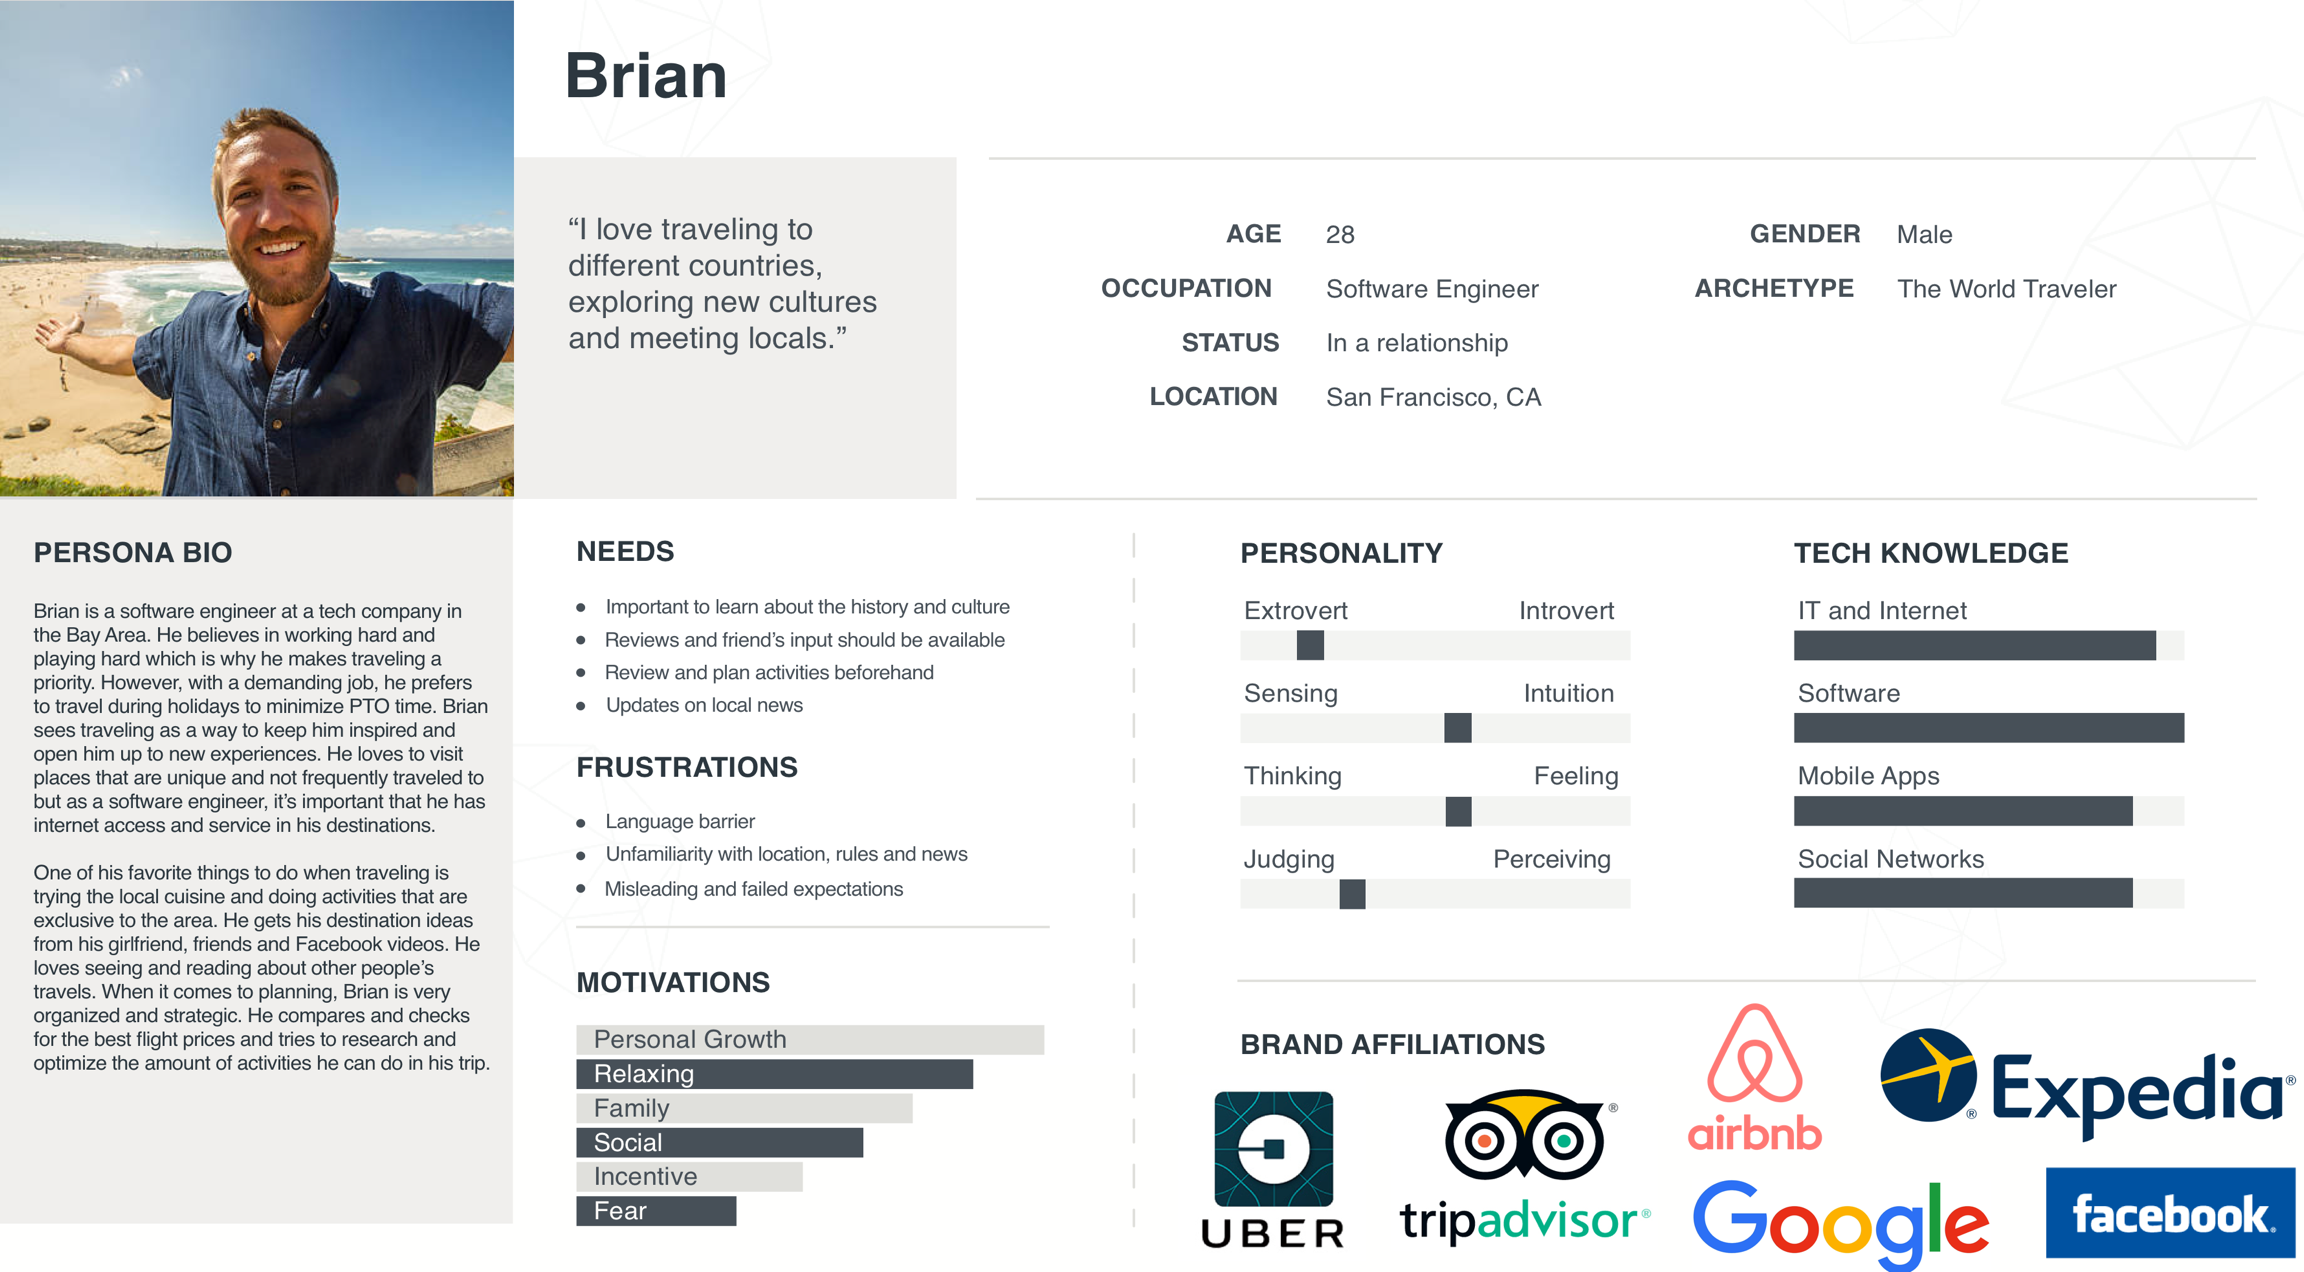 Brian
“I love traveling to
different countries,
exploring new cultures
and meeting locals.”
AGE 28
OCCUPATION Software Engineer
STATUS In a relationship
LOCATION San Francisco, CA
GENDER Male
ARCHETYPE The World Traveler
PERSONA BIO
Brian is a software engineer at a tech company in
the Bay Area. He believes in working hard and
playing hard which is why he makes traveling a
priority. However, with a demanding job, he prefers
to travel during holidays to minimize PTO time. Brian
sees traveling as a way to keep him inspired and
open him up to new experiences. He loves to visit
places that are unique and not frequently traveled to
but as a software engineer, it’s important that he has
internet access and service in his destinations.
One of his favorite things to do when traveling is
trying the local cuisine and doing activities that are
exclusive to the area. He gets his destination ideas
from his girlfriend, friends and Facebook videos. He
loves seeing and reading about other people’s
travels. When it comes to planning, Brian is very
organized and strategic. He compares and checks
for the best flight prices and tries to research and
optimize the amount of activities he can do in his trip.
NEEDS
• Important to learn about the history and culture
• Reviews and friend’s input should be available
• Review and plan activities beforehand
• Updates on local news
FRUSTRATIONS
• Language barrier
• Unfamiliarity with location, rules and news
• Misleading and failed expectations
MOTIVATIONS
Personal Growth
Relaxing
Family
Social
Incentive
Fear
PERSONALITY
Extrovert Introvert
Sensing Intuition
Thinking Feeling
Judging Perceiving
TECH KNOWLEDGE
IT and Internet
Software
Mobile Apps
Social Networks
BRAND AFFILIATIONS
UBER
tripadvisor®
airbnb
Expedia®
Google
facebook.